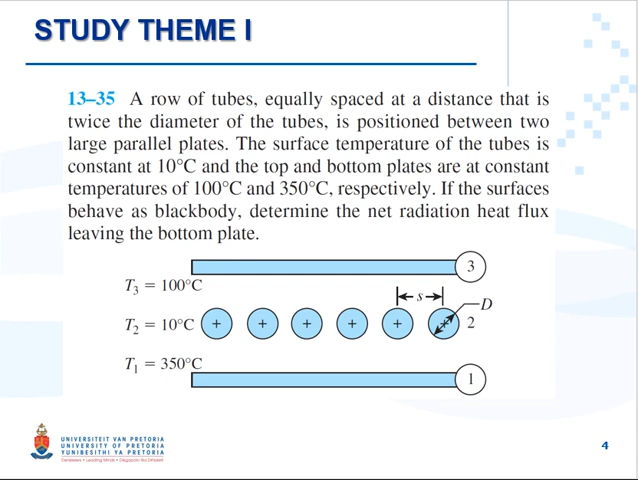 STUDY THEME I
13–35 A row of tubes, equally spaced at a distance that is
twice the diameter of the tubes, is positioned between two
large parallel plates. The surface temperature of the tubes is
constant at 10°C and the top and bottom plates are at constant
temperatures of 100°C and 350°C, respectively. If the surfaces
behave as blackbody, determine the net radiation heat flux
leaving the bottom plate.
3
T3 = 100°C
s
D
T2 = 10°C + + + + + + 2
T1 = 350°C
1
UNIVERSITEIT VAN PRETORIA
UNIVERSITY OF PRETORIA
YUNIBESITHI YA PRETORIA
4